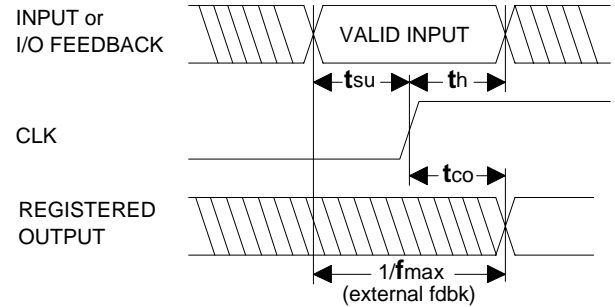 INPUT or
I/O FEEDBACK
VALID INPUT
tsu
th
CLK
tco
REGISTERED
OUTPUT
1/fmax
(external fdbk)